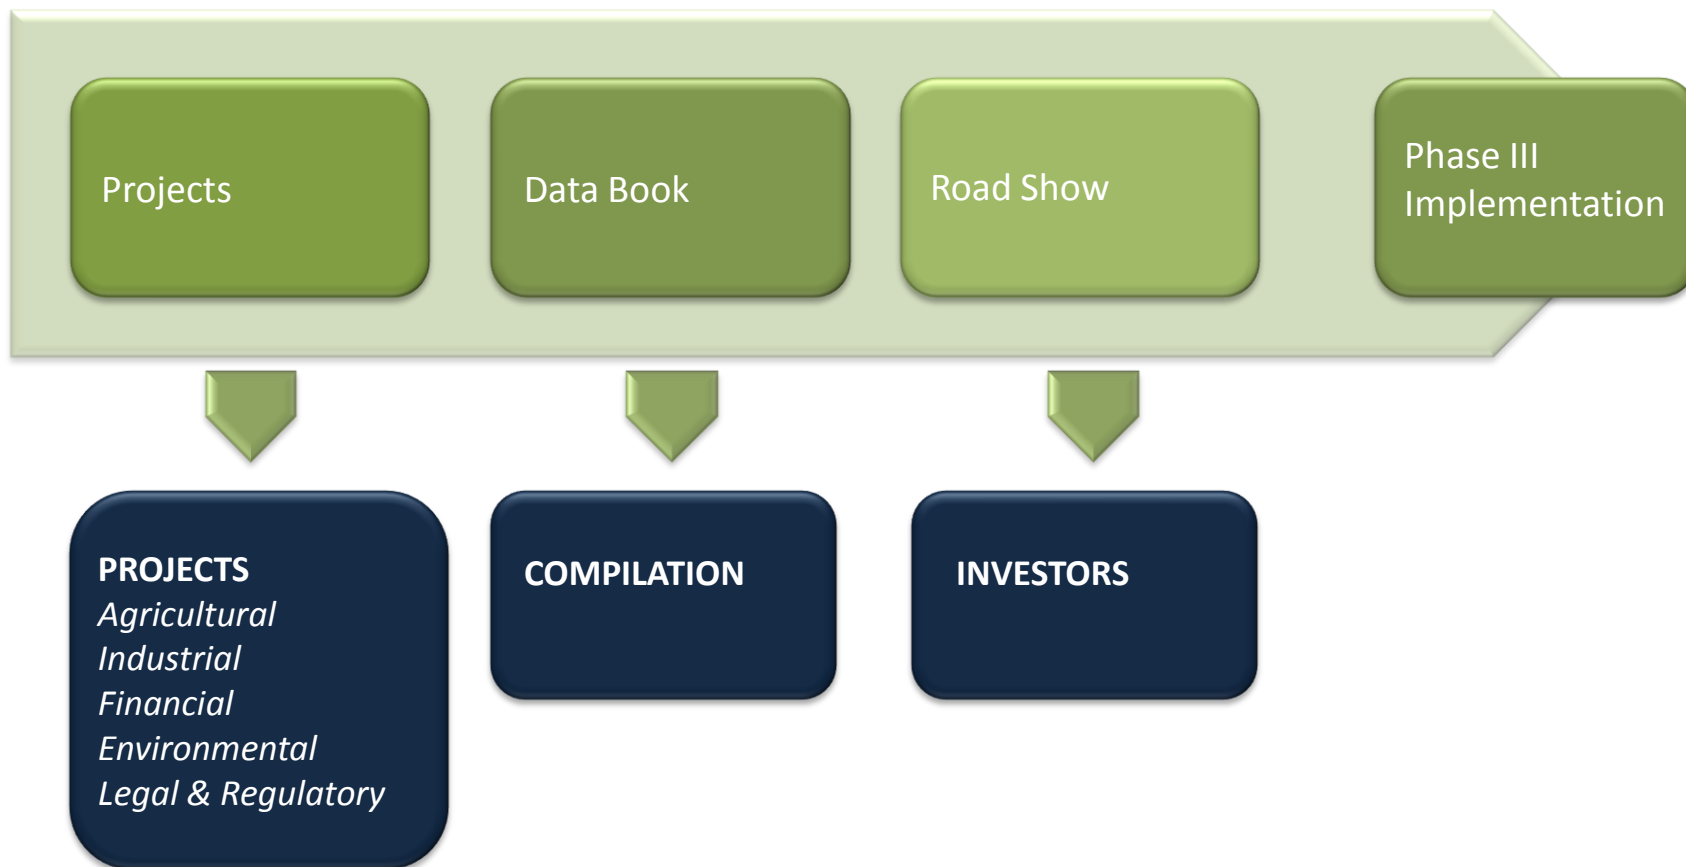 Projects
Data Book
Road Show
Phase III
Implementation
PROJECTS
Agricultural
Industrial
Financial
Environmental
Legal & Regulatory
COMPILATION
INVESTORS